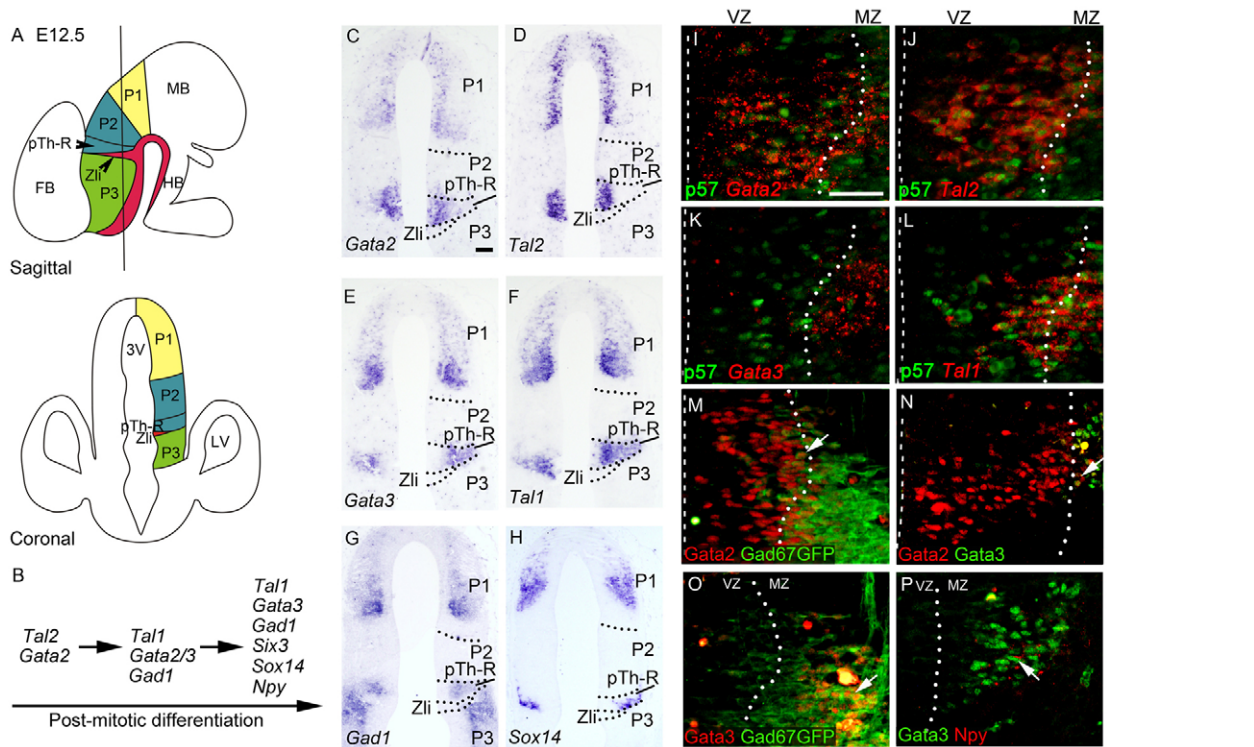 A E12.5
P1
MB
P2
pTh-R
Zli
FB
P3
HB
Sagittal
P1
3V
P2
pTh-R
Zli
P3
LV
Coronal
B
Tal2
Gata2
Tal1
Gata2/3
Gad1
Tal1
Gata3
Gad1
Six3
Sox14
Npy
Post-mitotic differentiation
C
P1
P2
pTh-R
Zli
P3
Gata2
D
P1
P2
pTh-R
Zli
P3
Tal2
E
P1
P2
pTh-R
Zli
P3
Gata3
F
P1
P2
pTh-R
Zli
P3
Tal1
G
P1
P2
pTh-R
Zli
P3
Gad1
H
P1
P2
pTh-R
Zli
P3
Sox14
VZ MZ
I
p57 Gata2
VZ MZ
J
p57 Tal2
K
p57 Gata3
L
p57 Tal1
M
Gata2 Gad67GFP
N
Gata2 Gata3
O VZ MZ
Gata3 Gad67GFP
P VZ MZ
Gata3 Npy